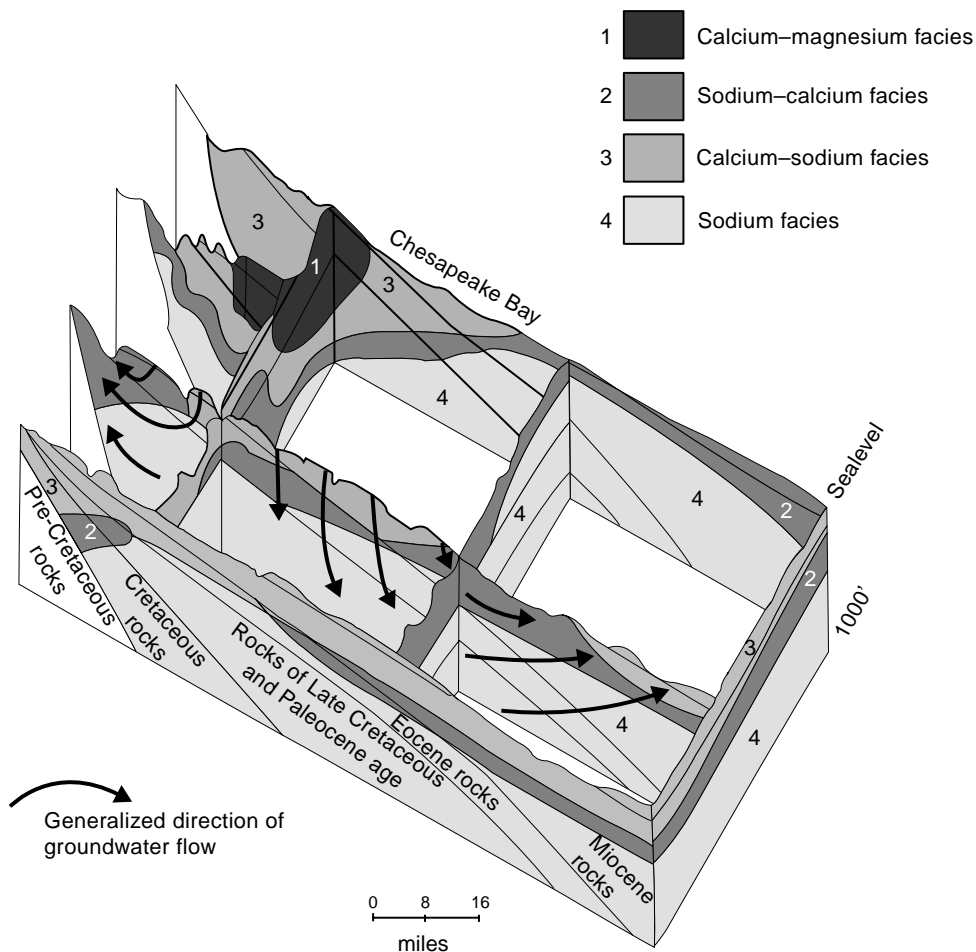 1 Calcium–magnesium facies
2 Sodium–calcium facies
3 Calcium–sodium facies
4 Sodium facies
Chesapeake Bay
3
1
3
4
4
2
Sealevel
2
1000'
3
4
4
4
3
2
Pre-Cretaceous
rocks
Cretaceous
rocks
Rocks of Late Cretaceous
and Paleocene age
Eocene rocks
Miocene
rocks
Generalized direction of
groundwater flow
0 8 16
miles